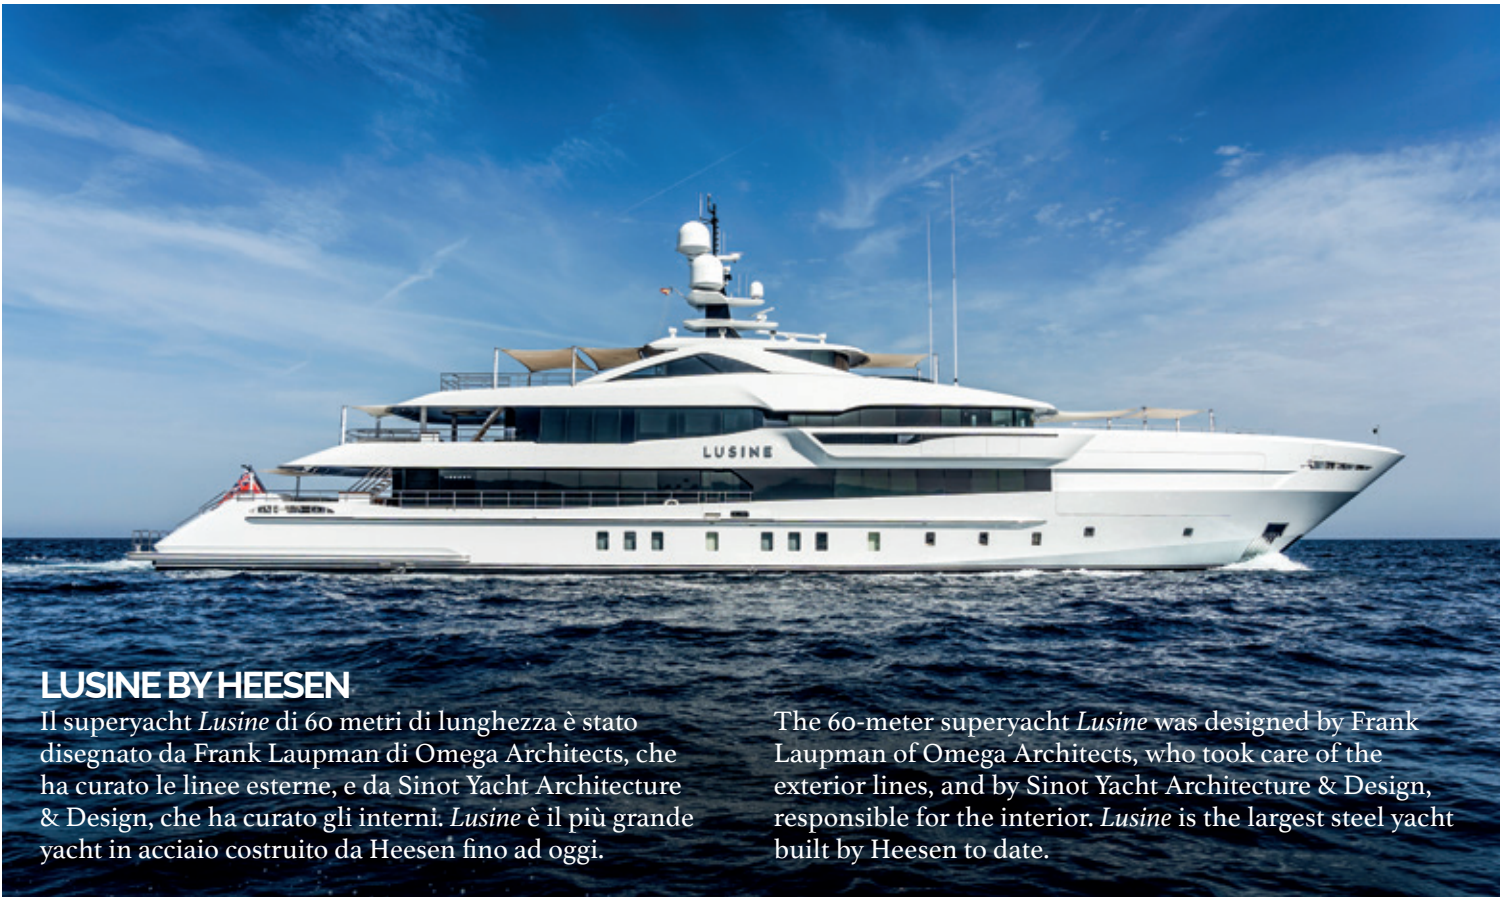 LUSINE
LUSINE BY HEESEN
Il superyacht Lusine di 60 metri di lunghezza è stato
disegnato da Frank Laupman di Omega Architects, che
ha curato le linee esterne, e da Sinot Yacht Architecture
& Design, che ha curato gli interni. Lusine è il più grande
yacht in acciaio costruito da Heesen fino ad oggi.
The 60-meter superyacht Lusine was designed by Frank
Laupman of Omega Architects, who took care of the
exterior lines, and by Sinot Yacht Architecture & Design,
responsible for the interior. Lusine is the largest steel yacht
built by Heesen to date.